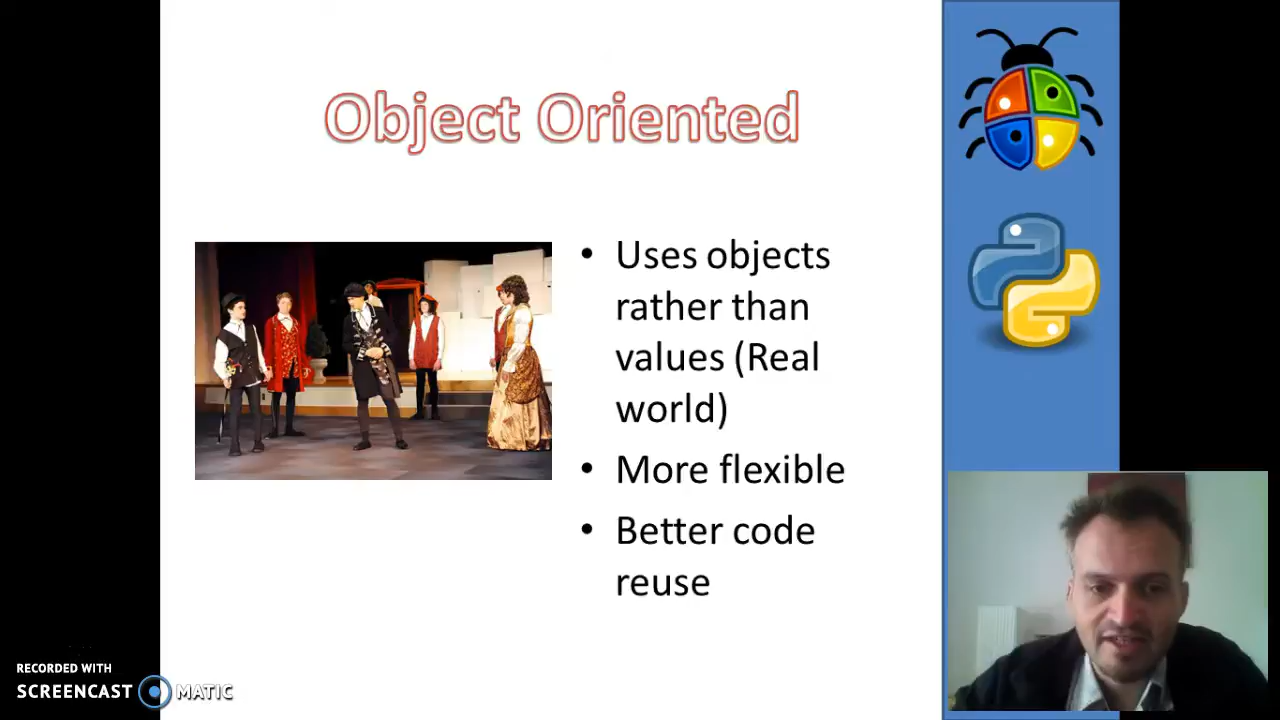 Object Oriented
• Uses objects
rather than
values (Real
world)
• More flexible
• Better code
reuse
RECORDED WITH
SCREENCAST MATIC